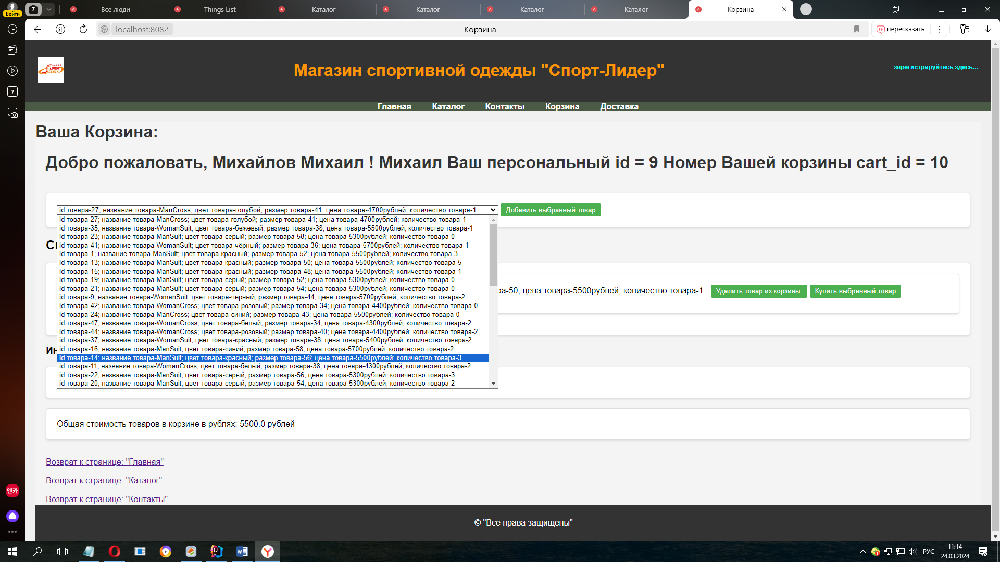 Войти
7
Все люди
Things List
Каталог
Каталог
Каталог
Каталог
Корзина
localhost:8082
Корзина
пересказать
7
SUPER SPORT
Магазин спортивной одежды "Спорт-Лидер"
зарегистрируйтесь здесь...
Главная Каталог Контакты Корзина Доставка
Ваша Корзина:
Добро пожаловать, Михайлов Михаил ! Михаил Ваш персональный id = 9 Номер Вашей корзины cart_id = 10
id товара-27; название товара-ManCross; цвет товара-голубой; размер товара-41; цена товара-4700рублей; количество товара-1
Добавить выбранный товар
id товара-27; название товара-ManCross; цвет товара-голубой; размер товара-41; цена товара-4700рублей; количество товара-1
id товара-35; название товара-WomanSuit; цвет товара-бежевый; размер товара-38; цена товара-5500рублей; количество товара-1
id товара-23; название товара-ManSuit; цвет товара-серый; размер товара-58; цена товара-5300рублей; количество товара-0
id товара-41; название товара-WomanSuit; цвет товара-чёрный; размер товара-36; цена товара-5700рублей; количество товара-1
id товара-1; название товара-ManSuit; цвет товара-красный; размер товара-52; цена товара-5500рублей; количество товара-3
id товара-13; название товара-ManSuit; цвет товара-красный; размер товара-50; цена товара-5500рублей; количество товара-5
id товара-15; название товара-ManSuit; цвет товара-красный; размер товара-48; цена товара-5500рублей; количество товара-1
id товара-19; название товара-ManSuit; цвет товара-серый; размер товара-52; цена товара-5300рублей; количество товара-0
id товара-21; название товара-ManSuit; цвет товара-серый; размер товара-54; цена товара-5300рублей; количество товара-0
id товара-9; название товара-WomanSuit; цвет товара-чёрный; размер товара-44; цена товара-5700рублей; количество товара-2
id товара-42; название товара-WomanCross; цвет товара-розовый; размер товара-34; цена товара-4400рублей; количество товара-0
id товара-24; название товара-ManCross; цвет товара-синий; размер товара-43; цена товара-5500рублей; количество товара-0
id товара-47; название товара-WomanCross; цвет товара-белый; размер товара-34; цена товара-4300рублей; количество товара-2
id товара-44; название товара-WomanCross; цвет товара-розовый; размер товара-40; цена товара-4400рублей; количество товара-2
id товара-37; название товара-WomanSuit; цвет товара-красный; размер товара-38; цена товара-5400рублей; количество товара-2
id товара-16; название товара-ManSuit; цвет товара-синий; размер товара-58; цена товара-5700рублей; количество товара-2
id товара-14; название товара-ManSuit; цвет товара-красный; размер товара-56; цена товара-5500рублей; количество товара-3
id товара-11; название товара-WomanCross; цвет товара-белый; размер товара-38; цена товара-4300рублей; количество товара-2
id товара-22; название товара-ManSuit; цвет товара-серый; размер товара-56; цена товара-5300рублей; количество товара-3
id товара-20; название товара-ManSuit; цвет товара-серый; размер товара-54; цена товара-5300рублей; количество товара-2
ра-50; цена товара-5500рублей; количество товара-1
Удалить товар из корзины: Купить выбранный товар
Ин
Общая стоимость товаров в корзине в рублях: 5500.0 рублей
Возврат к странице: "Главная"
Возврат к странице: "Каталог"
Возврат к странице: "Контакты"
© "Все права защищены"
엔카
РУС
11:14
24.03.2024